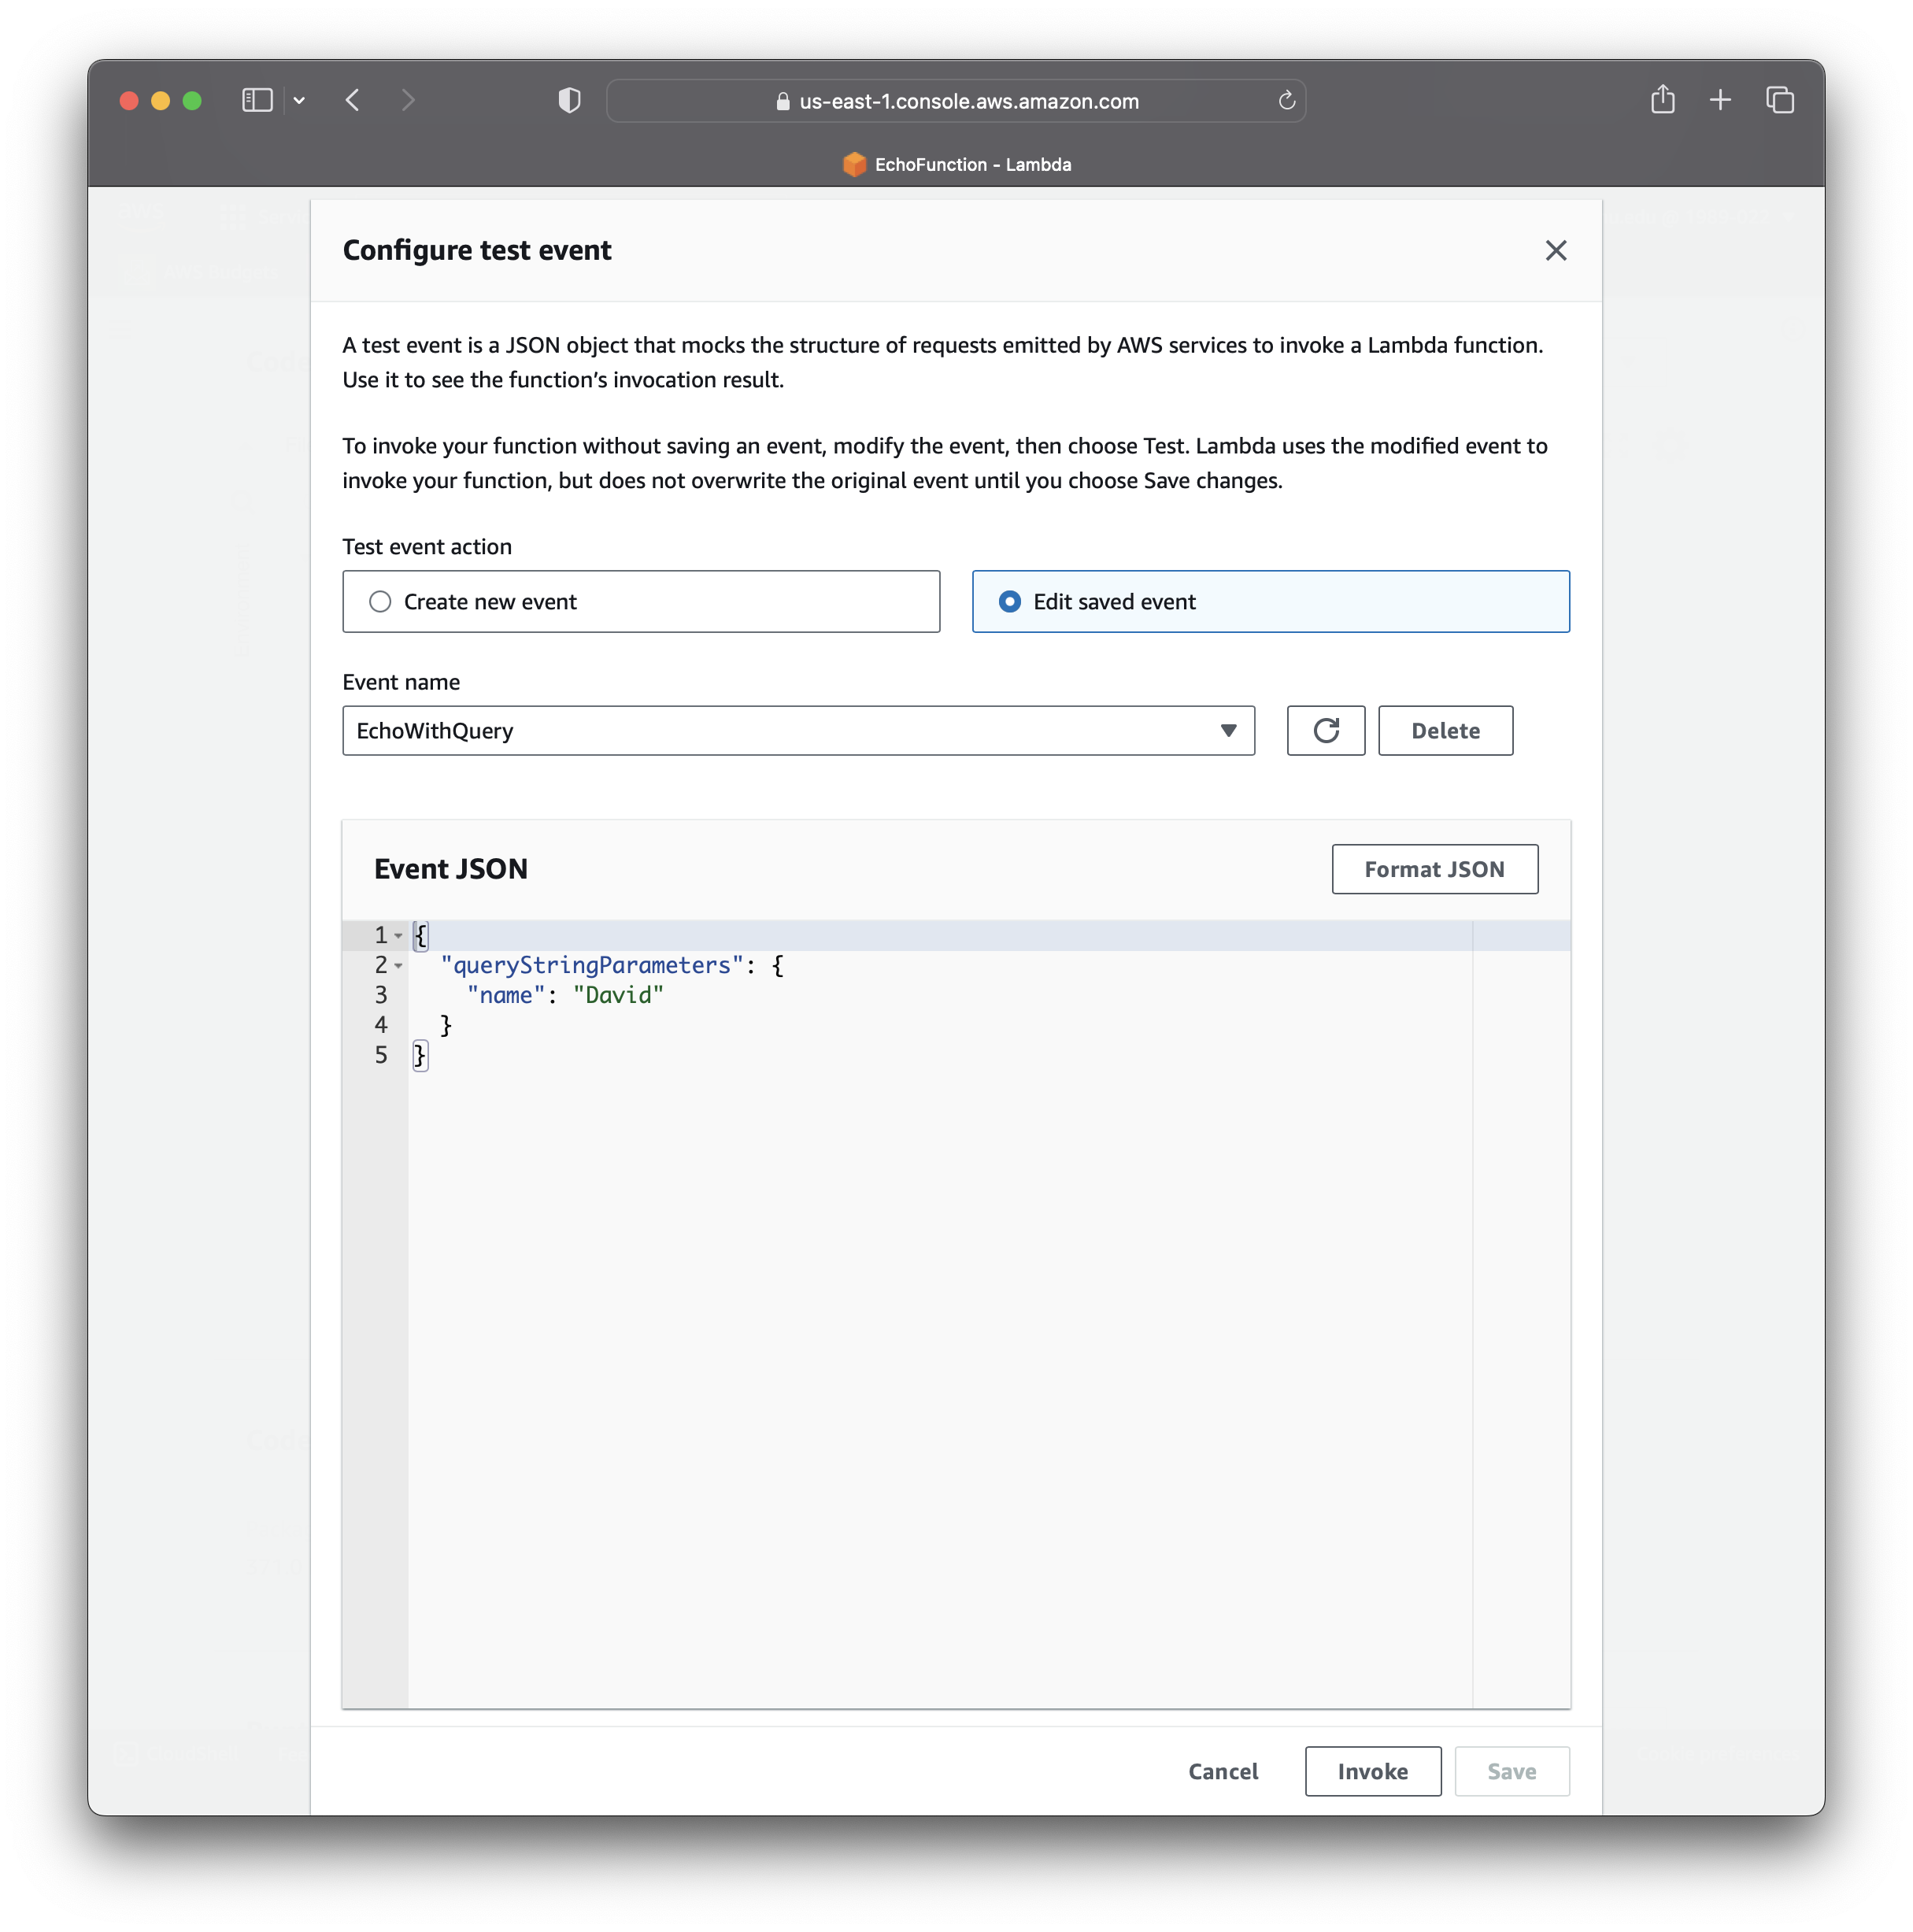 us-east-1.console.aws.amazon.com
EchoFunction - Lambda
Configure test event
A test event is a JSON object that mocks the structure of requests emitted by AWS services to invoke a Lambda function.
Use it to see the function’s invocation result.
To invoke your function without saving an event, modify the event, then choose Test. Lambda uses the modified event to
invoke your function, but does not overwrite the original event until you choose Save changes.
Test event action
Create new event
Edit saved event
Event name
EchoWithQuery
Delete
Event JSON
Format JSON
1 {
2 "queryStringParameters": {
3 "name": "David"
4 }
5 }
Cancel
Invoke
Save